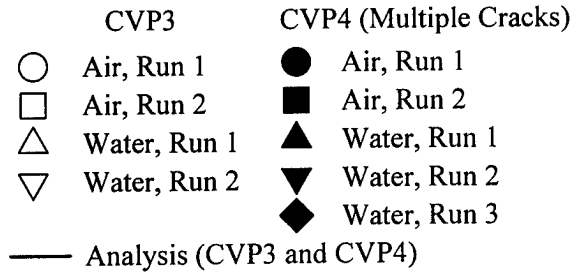 CVP3 CVP4 (Multiple Cracks)
Air, Run 1 Air, Run 1
Air, Run 2 Air, Run 2
Water, Run 1 Water, Run 1
Water, Run 2 Water, Run 2
Water, Run 3
Analysis (CVP3 and CVP4)